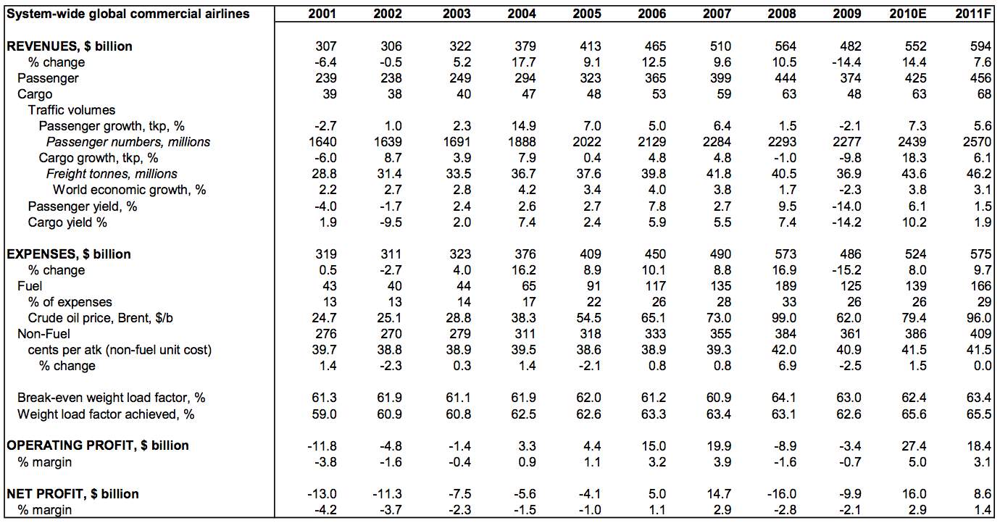 System-wide global commercial airlines 2001 2002 2003 2004 2005 2006 2007 2008 2009 2010E 2011F
REVENUES, $ billion 307 306 322 379 413 465 510 564 482 552 594
% change -6.4 -0.5 5.2 17.7 9.1 12.5 9.6 10.5 -14.4 14.4 7.6
Passenger 239 238 249 294 323 365 399 444 374 425 456
Cargo 39 38 40 47 48 53 59 63 48 63 68
Traffic volumes
Passenger growth, tkp, % -2.7 1.0 2.3 14.9 7.0 5.0 6.4 1.5 -2.1 7.3 5.6
Passenger numbers, millions 1640 1639 1691 1888 2022 2129 2284 2293 2277 2439 2570
Cargo growth, tkp, % -6.0 8.7 3.9 7.9 0.4 4.8 4.8 -1.0 -9.8 18.3 6.1
Freight tonnes, millions 28.8 31.4 33.5 36.7 37.6 39.8 41.8 40.5 36.9 43.6 46.2
World economic growth, % 2.2 2.7 2.8 4.2 3.4 4.0 3.8 1.7 -2.3 3.8 3.1
Passenger yield, % -4.0 -1.7 2.4 2.6 2.7 7.8 2.7 9.5 -14.0 6.1 1.5
Cargo yield % 1.9 -9.5 2.0 7.4 2.4 5.9 5.5 7.4 -14.2 10.2 1.9
EXPENSES, $ billion 319 311 323 376 409 450 490 573 486 524 575
% change 0.5 -2.7 4.0 16.2 8.9 10.1 8.8 16.9 -15.2 8.0 9.7
Fuel 43 40 44 65 91 117 135 189 125 139 166
% of expenses 13 13 14 17 22 26 28 33 26 26 29
Crude oil price, Brent, $/b 24.7 25.1 28.8 38.3 54.5 65.1 73.0 99.0 62.0 79.4 96.0
Non-Fuel 276 270 279 311 318 333 355 384 361 386 409
cents per atk (non-fuel unit cost) 39.7 38.8 38.9 39.5 38.6 38.9 39.3 42.0 40.9 41.5 41.5
% change 1.4 -2.3 0.3 1.4 -2.1 0.8 0.8 6.9 -2.5 1.5 0.0
Break-even weight load factor, % 61.3 61.9 61.1 61.9 62.0 61.2 60.9 64.1 63.0 62.4 63.4
Weight load factor achieved, % 59.0 60.9 60.8 62.5 62.6 63.3 63.4 63.1 62.6 65.6 65.5
OPERATING PROFIT, $ billion -11.8 -4.8 -1.4 3.3 4.4 15.0 19.9 -8.9 -3.4 27.4 18.4
% margin -3.8 -1.6 -0.4 0.9 1.1 3.2 3.9 -1.6 -0.7 5.0 3.1
NET PROFIT, $ billion -13.0 -11.3 -7.5 -5.6 -4.1 5.0 14.7 -16.0 -9.9 16.0 8.6
% margin -4.2 -3.7 -2.3 -1.5 -1.0 1.1 2.9 -2.8 -2.1 2.9 1.4